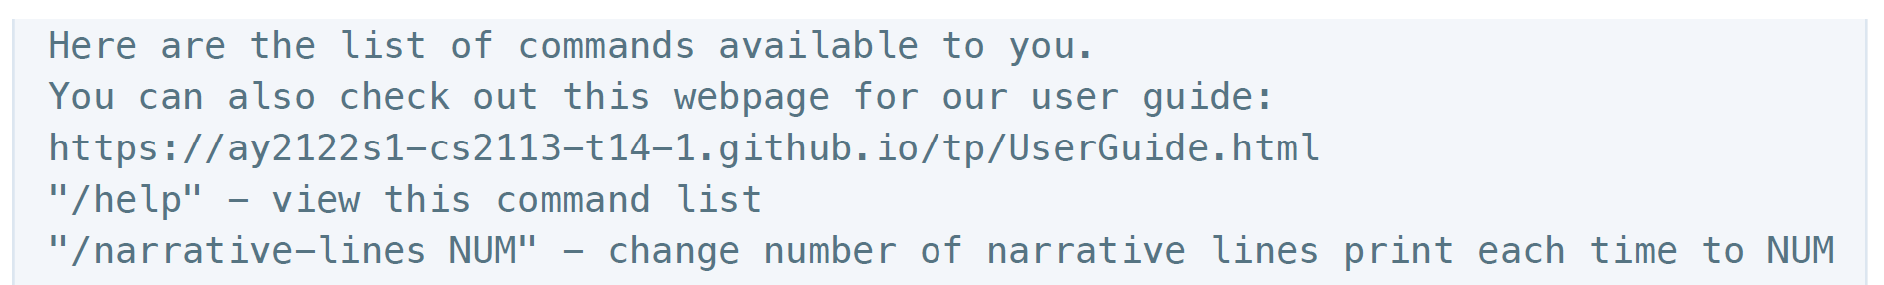 Here are the list of commands available to you.
You can also check out this webpage for our user guide:
https://ay2122s1-cs2113-t14-1.github.io/tp/UserGuide.html
"/help" - view this command list
"/narrative-lines NUM" - change number of narrative lines print each time to NUM